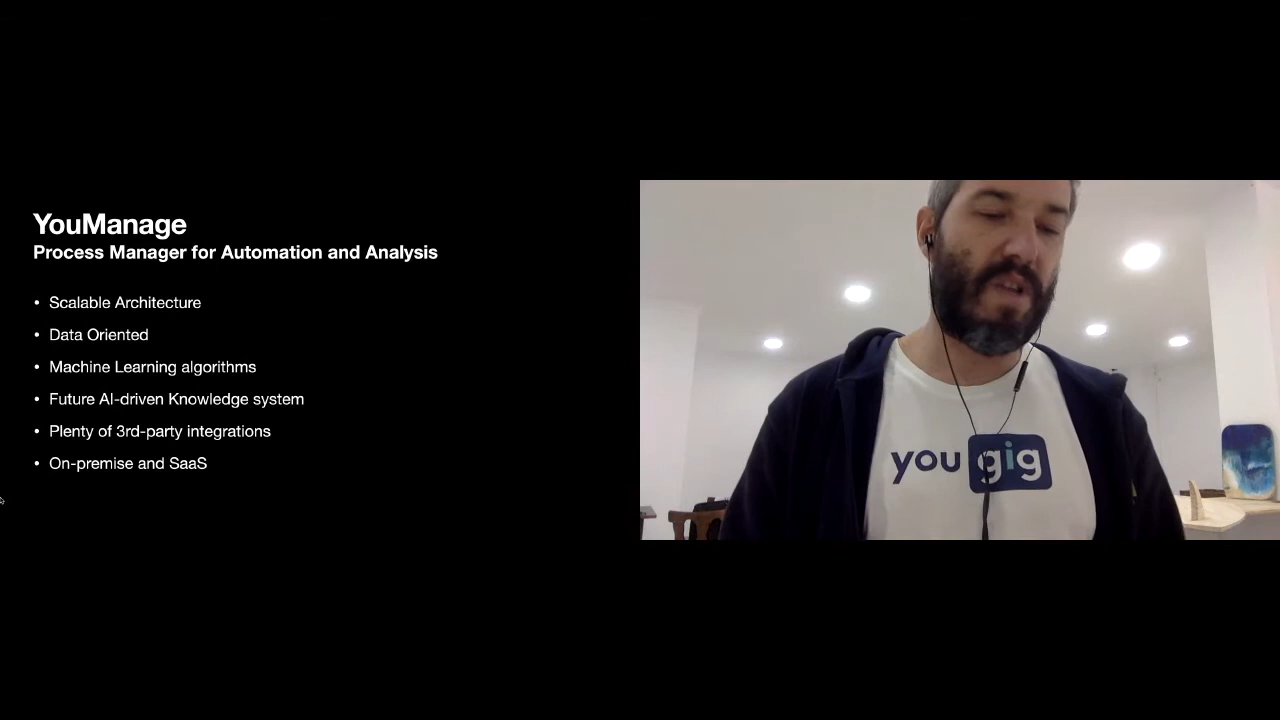 YouManage
Process Manager for Automation and Analysis
• Scalable Architecture
• Data Oriented
• Machine Learning algorithms
• Future AI-driven Knowledge system
• Plenty of 3rd-party integrations
• On-premise and SaaS
you gig